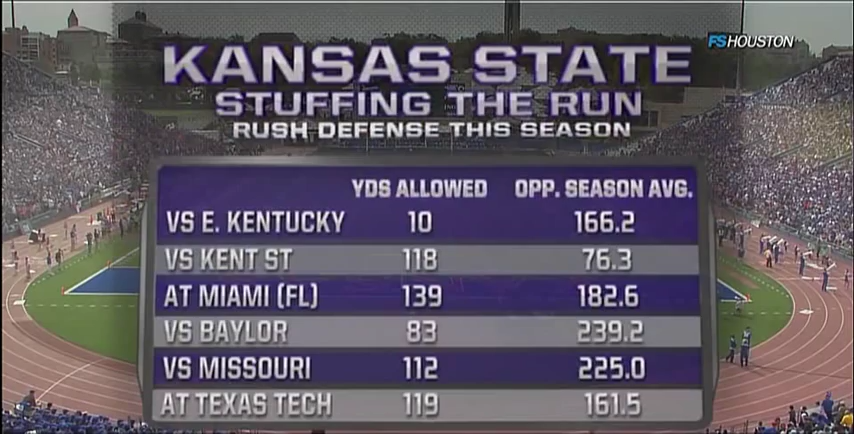 FSHOUSTON
KANSAS STATE
STUFFING THE RUN
RUSH DEFENSE THIS SEASON
YDS ALLOWED OPP. SEASON AVG.
VS E. KENTUCKY 10 166.2
VS KENT ST 118 76.3
AT MIAMI (FL) 139 182.6
VS BAYLOR 83 239.2
VS MISSOURI 112 225.0
AT TEXAS TECH 119 161.5